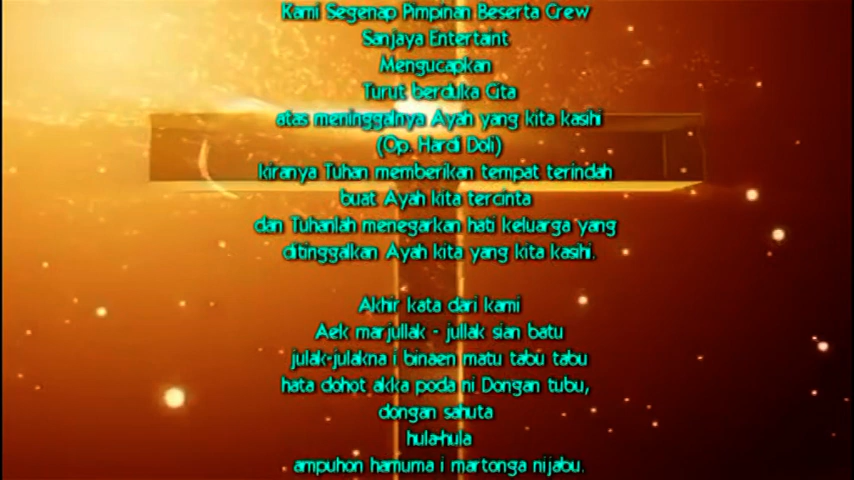 Kami Segenap Pimpinan Beserta Crew
Sanjaya Entertaint
Mengucapkan
Turut berduka Cita
atas meninggalnya Ayah yang kita kasihi
(Op. Hardi Doli)
kiranya Tuhan memberikan tempat terindah
buat Ayah kita tercinta
dan Tuhanlah menegarkan hati keluarga yang
ditinggalkan Ayah kita yang kita kasihi.
Akhir kata dari kami
Aek marjullak - jullak sian batu
julak-julakna i binaen matu tabu tabu
hata dohot akka poda ni Dongan tubu,
dongan sahuta
hula-hula
ampuhon hamuma i martonga nijabu.